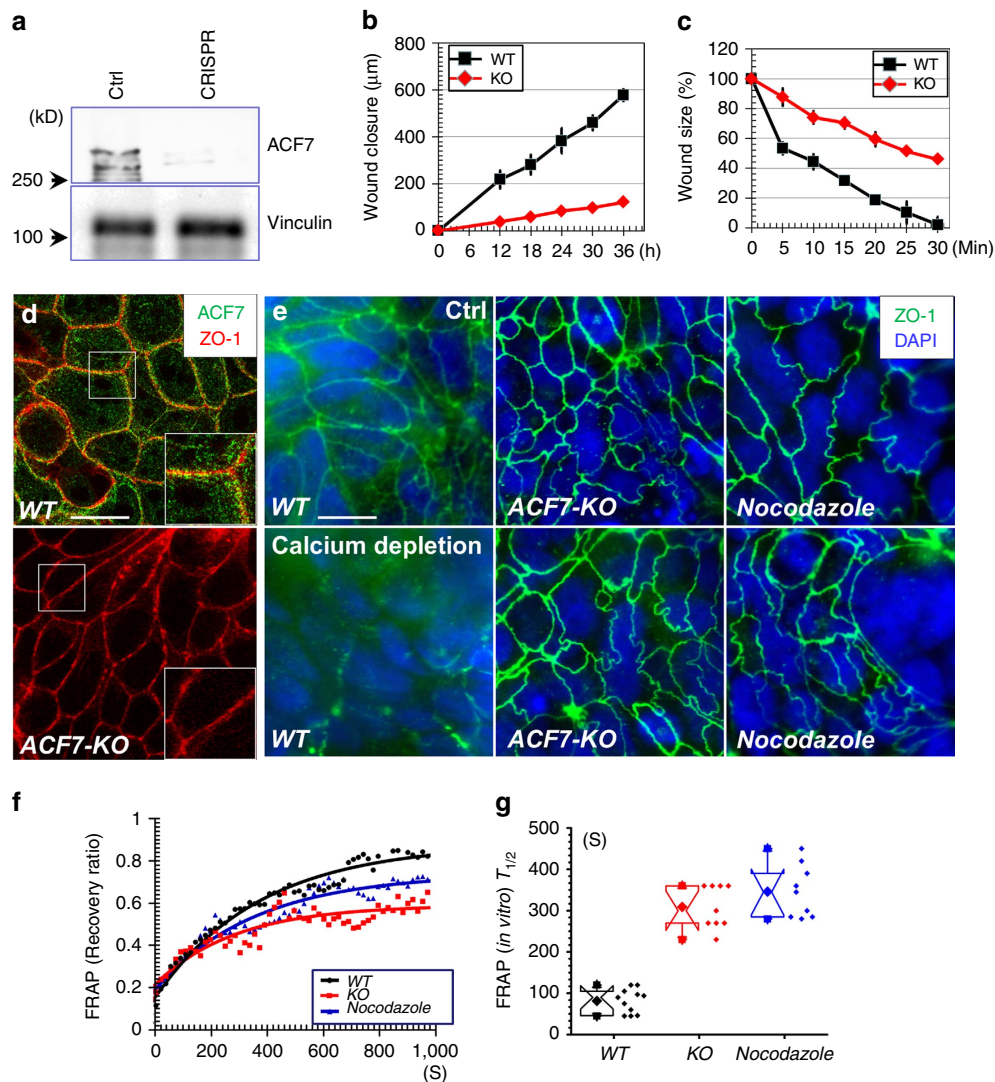 a
Ctrl
CRISPR
(kD)
ACF7
250
Vinculin
100
b
Wound closure (μm)
800
600
400
200
0
WT
KO
0 6 12 18 24 30 36 (h)
c
Wound size (%)
120
100
80
60
40
20
0
WT
KO
0 5 10 15 20 25 30 (Min)
d
ACF7
ZO-1
WT
ACF7-KO
e
Ctrl
ZO-1
DAPI
WT
ACF7-KO
Nocodazole
Calcium depletion
WT
ACF7-KO
Nocodazole
f
FRAP (Recovery ratio)
1
0.8
0.6
0.4
0.2
0
WT
KO
Nocodazole
0 200 400 600 800 1,000
(S)
g
FRAP (in vitro) T1/2
(S)
500
400
300
200
100
0
WT KO Nocodazole